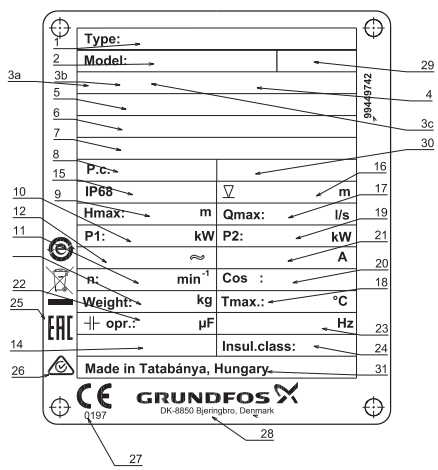 1 Type:
2 Model: 29
3a 3b 4
5 3c
6
7
99449742
8 P.c. 30
15 IP68 m 16
9 Hmax: m Qmax: l/s 17
10 P1: kW P2: kW 19
11
12 A 21
n: min-1 Cos : 20
22 Weight: kg Tmax.: °C 18
opr.: µF Hz 23
25 EAC
14 Insul.class: 24
26 Made in Tatabánya, Hungary 31
CE GRUNDFOS
0197 DK-8850 Bjeringbro, Denmark
27 28